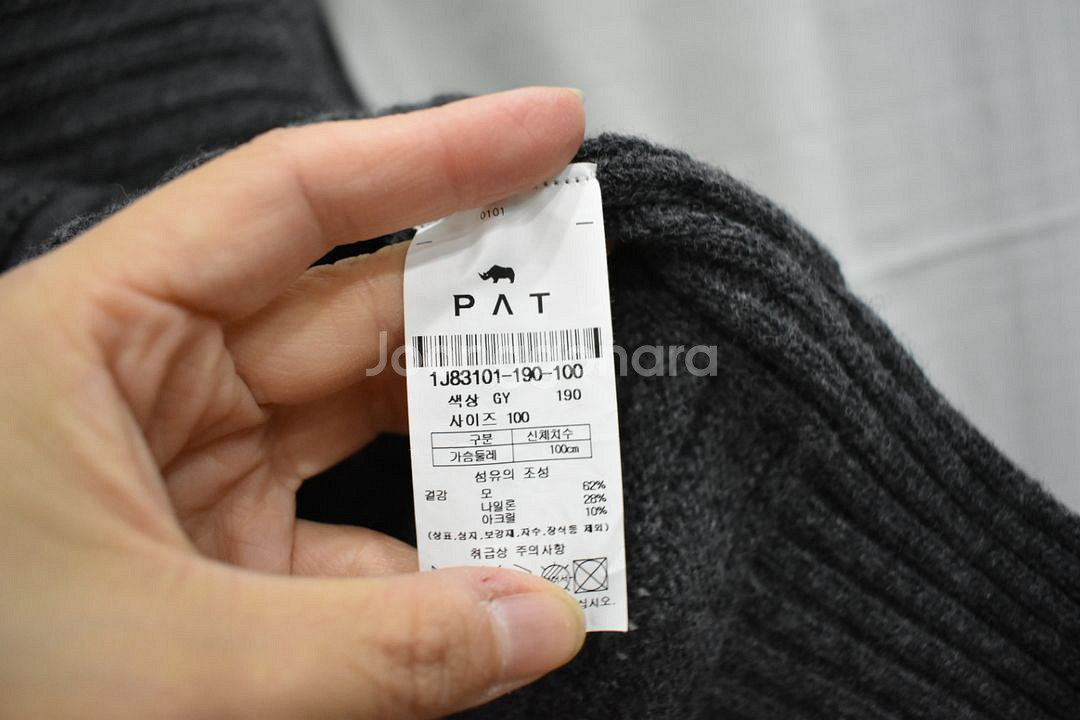 0101
PAT
1J83101-190-100
색상 GY 190
사이즈 100
구분 신체치수
가슴둘레 100cm
섬유의 조성
겉감 모 62%
나일론 28%
아크릴 10%
(상표,심지,보강재,자수,장식등 제외)
취급상 주의사항
십시오.